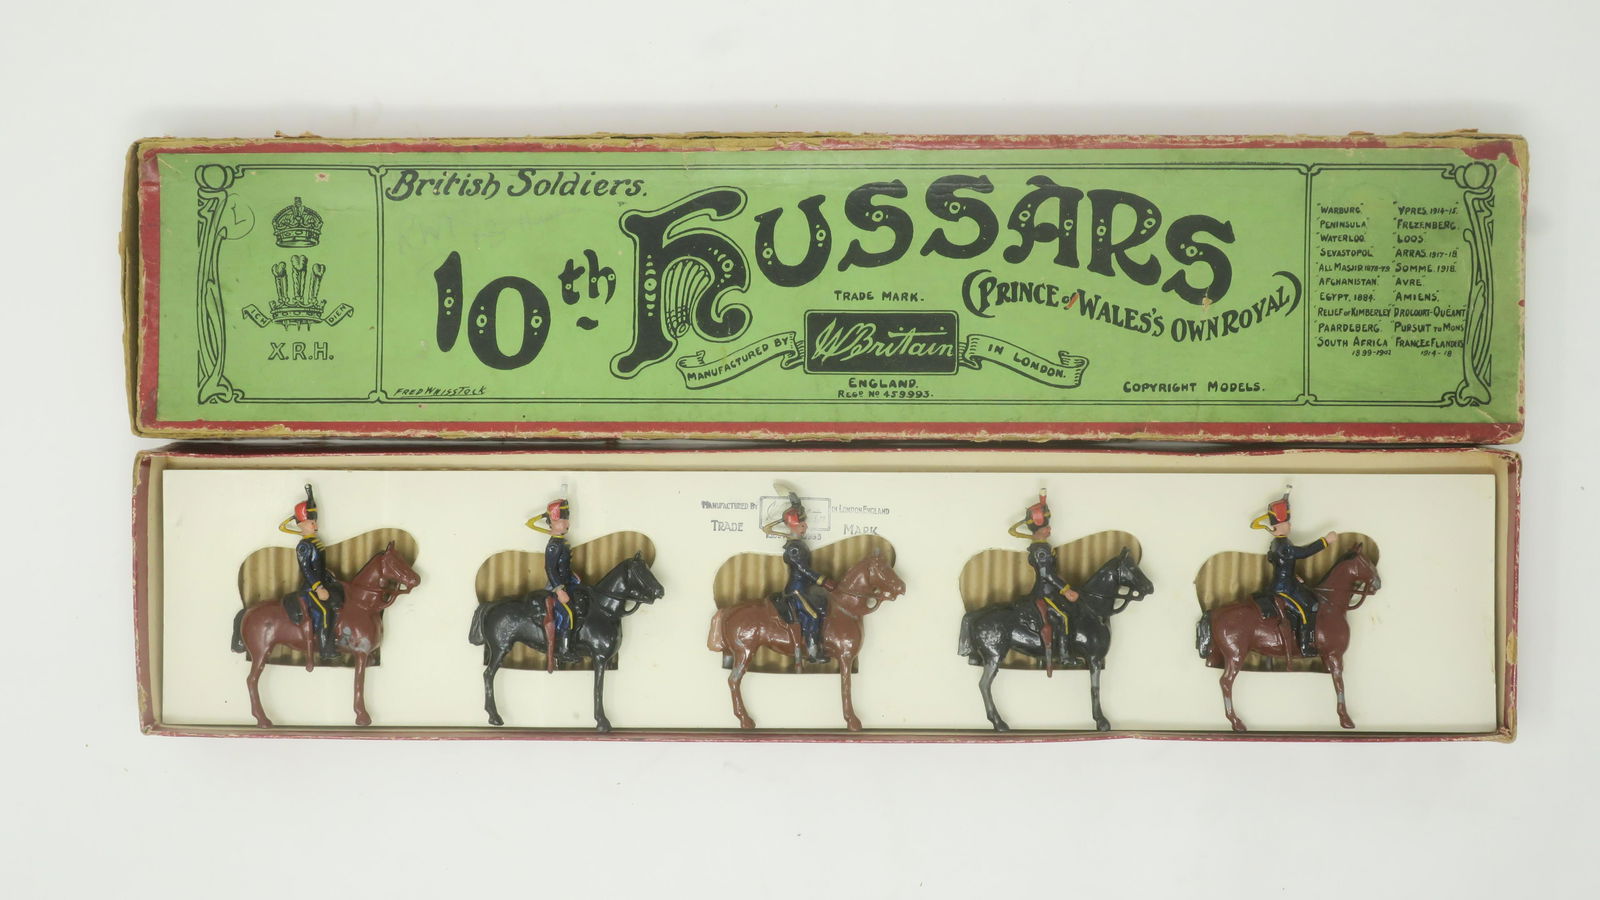 L
ICH DIEN
X.R.H.
British Soldiers.
10th HUSSARS
(PRINCE of WALES'S OWN ROYAL)
TRADE MARK.
MANUFACTURED BY
W Britain
IN LONDON.
ENGLAND.
REGD No 459993.
FRED WHISSTOCK
COPYRIGHT MODELS.
"WARBURG"
"PENINSULA"
"WATERLOO"
"SEVASTOPOL"
"ALI MASJID. 1878-79
"AFGHANISTAN"
"EGYPT, 1884"
"RELIEF of KIMBERLEY"
"PAARDEBERG"
"SOUTH AFRICA
1899-1902
"YPRES. 1914-15"
"FREZENBERG"
"LOOS"
"ARRAS. 1917-18"
"SOMME. 1918"
"AVRE"
"AMIENS"
"DROCOURT-QUÉANT
"PURSUIT TO MONS
"FRANCE & FLANDERS
1914-18
MANUFACTURED BY
IN LONDON ENGLAND
TRADE MARK